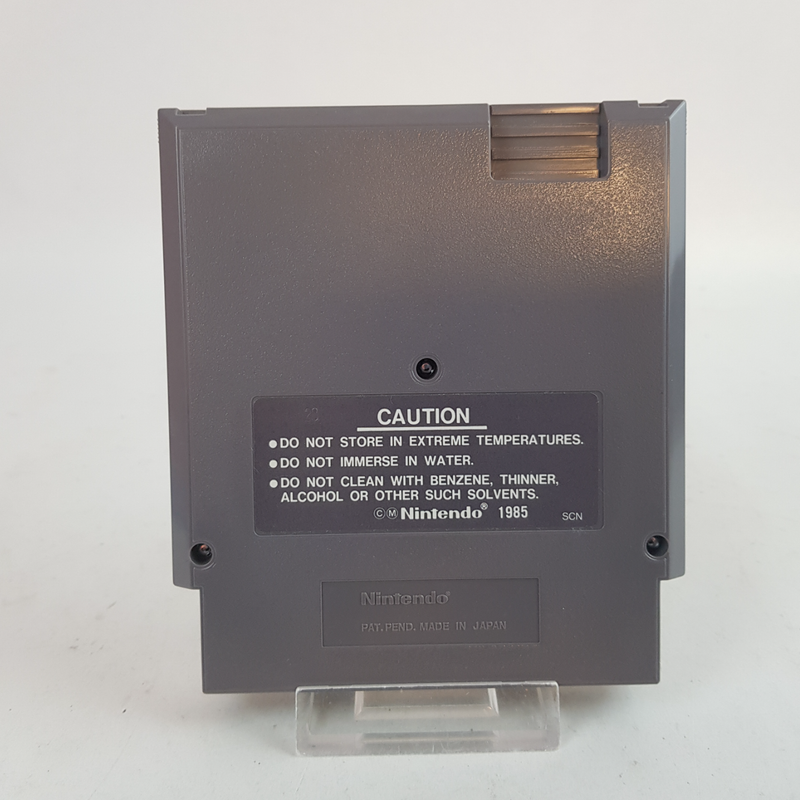 CAUTION
●DO NOT STORE IN EXTREME TEMPERATURES.
●DO NOT IMMERSE IN WATER.
●DO NOT CLEAN WITH BENZENE, THINNER,
ALCOHOL OR OTHER SUCH SOLVENTS.
©Ⓜ Nintendo® 1985 SCN
Nintendo®
PAT. PEND. MADE IN JAPAN